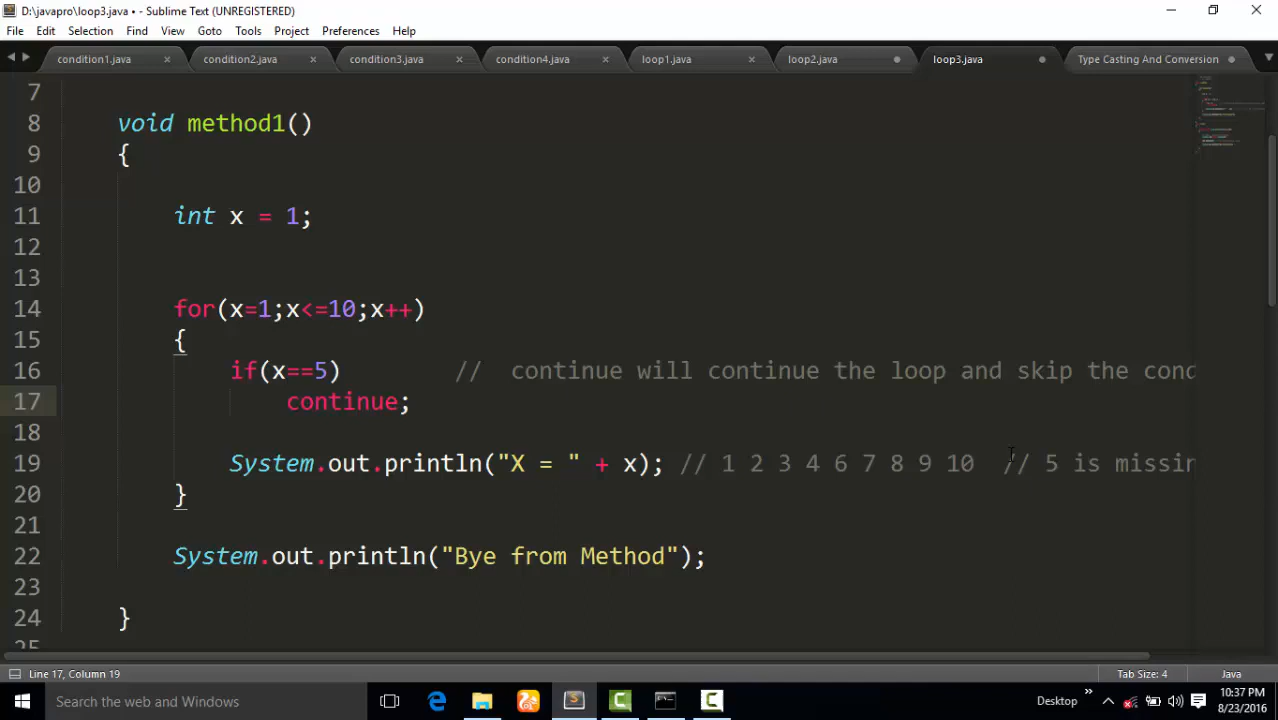 D:\javapro\loop3.java • - Sublime Text (UNREGISTERED)
File Edit Selection Find View Goto Tools Project Preferences Help
condition1.java condition2.java condition3.java condition4.java loop1.java loop2.java loop3.java Type Casting And Conversion
7
8 void method1()
9 {
10
11 int x = 1;
12
13
14 for(x=1;x<=10;x++)
15 {
16 if(x==5) // continue will continue the loop and skip the cond
17 continue;
18
19 System.out.println("X = " + x); // 1 2 3 4 6 7 8 9 10 // 5 is missin
20 }
21
22 System.out.println("Bye from Method");
23
24 }
25
Line 17, Column 19 Tab Size: 4 Java
Search the web and Windows Desktop 10:37 PM
8/23/2016